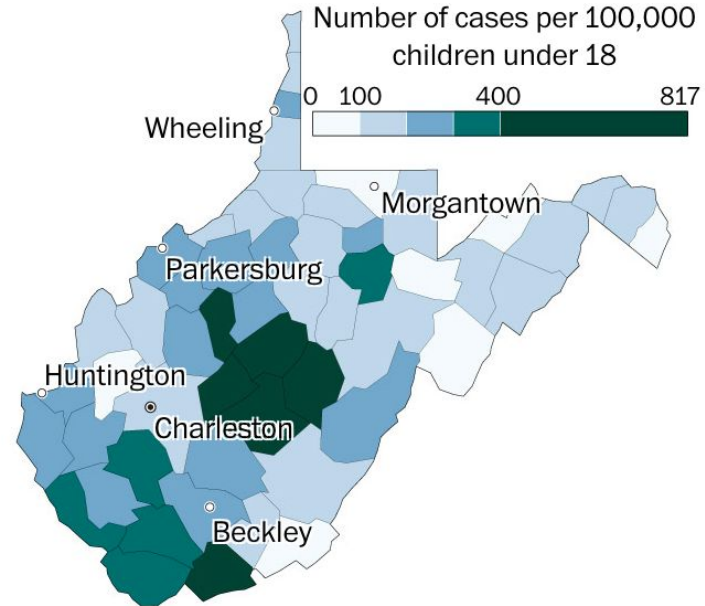 Number of cases per 100,000
children under 18
0 100 400 817
Wheeling
Morgantown
Parkersburg
Huntington
Charleston
Beckley